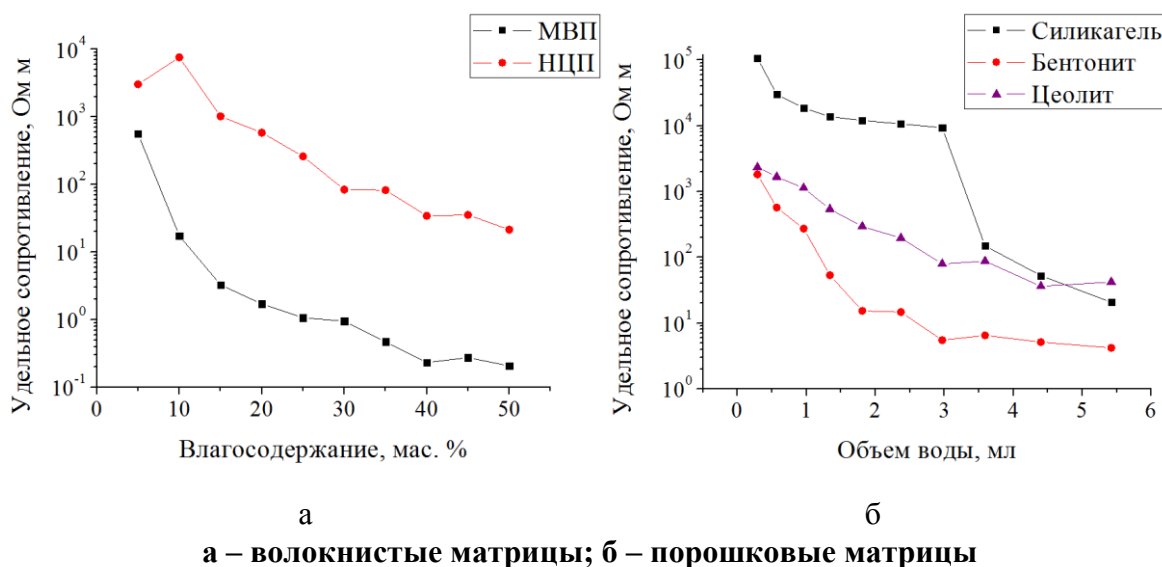 МВП
НЦП
Удельное сопротивление, Ом м
10^4
10^3
10^2
10^1
10^0
10^-1
0 10 20 30 40 50
Влагосодержание, мас. %
а
Силикагель
Бентонит
Цеолит
Удельное сопротивление, Ом м
10^5
10^4
10^3
10^2
10^1
10^0
0 1 2 3 4 5 6
Объем воды, мл
б
а – волокнистые матрицы; б – порошковые матрицы